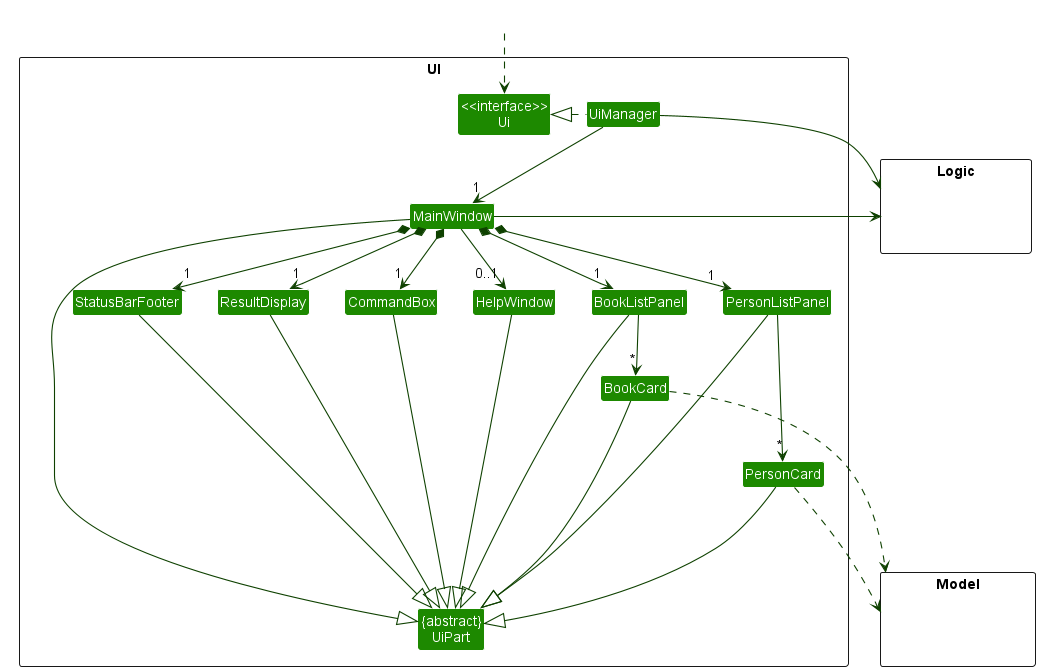 UI
<<interface>>
Ui
UiManager
Logic
1
MainWindow
1
1
1
0..1
1
1
StatusBarFooter
ResultDisplay
CommandBox
HelpWindow
BookListPanel
PersonListPanel
*
BookCard
*
PersonCard
Model
{abstract}
UiPart